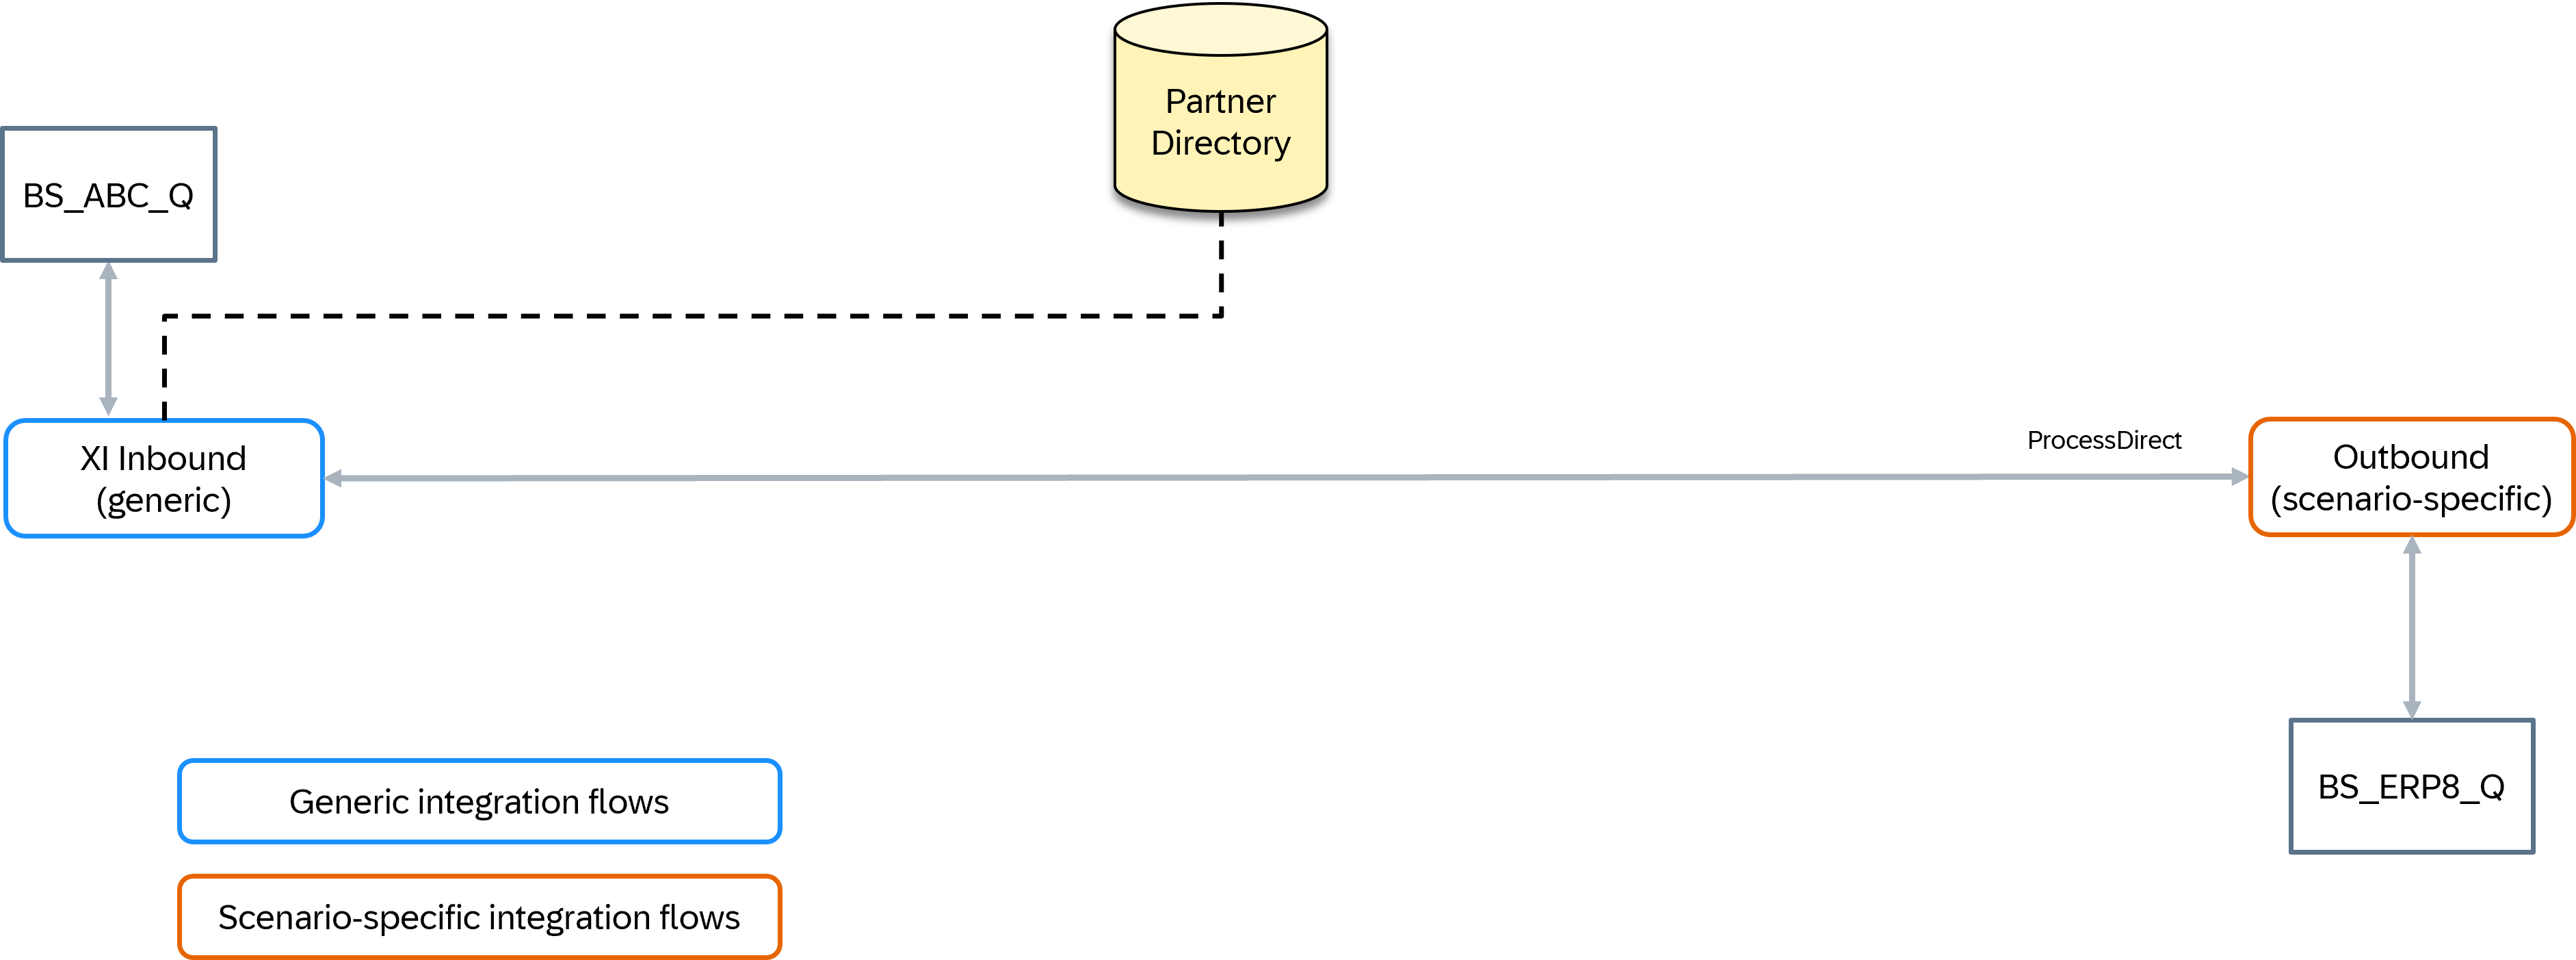 Partner
Directory
BS_ABC_Q
XI Inbound
(generic)
ProcessDirect
Outbound
(scenario-specific)
BS_ERP8_Q
Generic integration flows
Scenario-specific integration flows